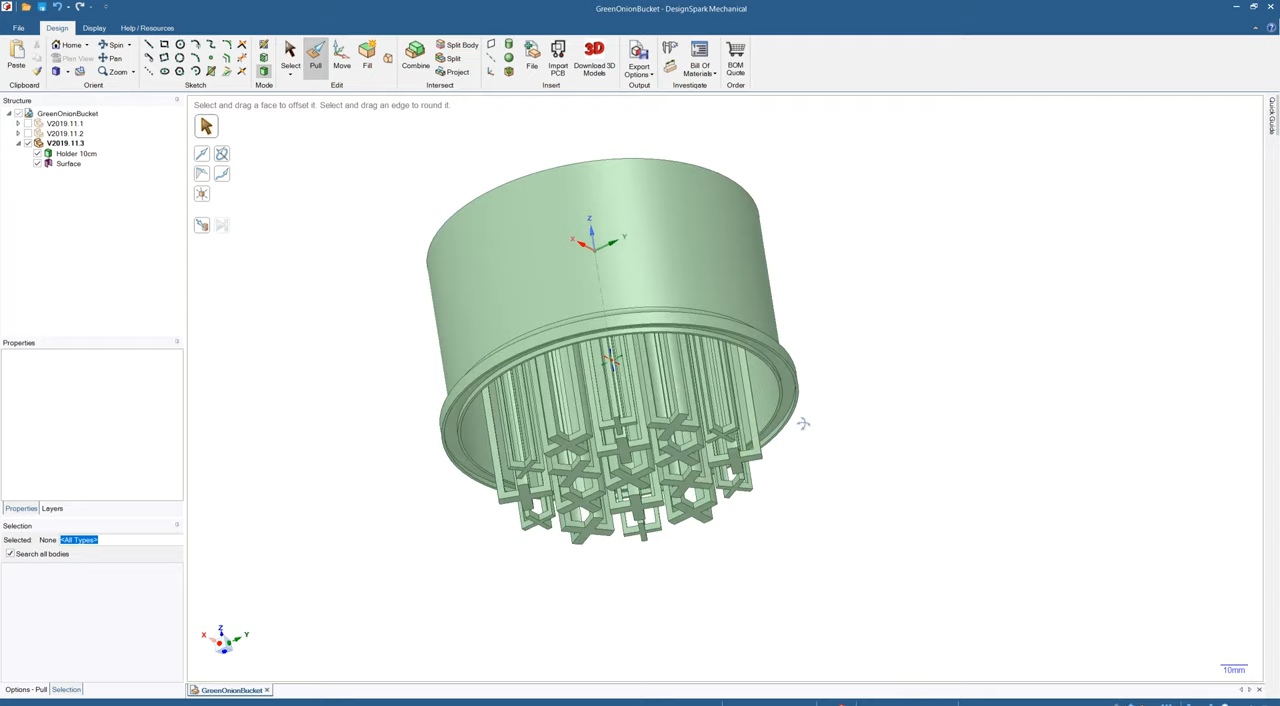 GreenOnionBucket - DesignSpark Mechanical
File Design Display Help / Resources
Paste
Clipboard
Home Spin
Plan View Pan
Zoom
Orient
Sketch
Mode
Select Pull Move Fill
Edit
Combine Split Body
Split
Project
Intersect
File Import PCB Download 3D Models
Insert
Export Options
Output
Bill Of Materials
Investigate
BOM Quote
Order
Structure
GreenOnionBucket
V2019.11.1
V2019.11.2
V2019.11.3
Holder 10cm
Surface
Select and drag a face to offset it. Select and drag an edge to round it.
Quick Guide
Z
X Y
Properties
Properties Layers
Selection
Selected: None <All Types>
Search all bodies
Z
X Y
10mm
Options - Pull Selection
GreenOnionBucket